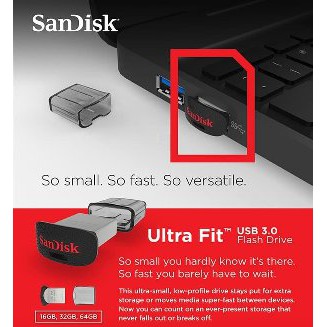 SanDisk
SanDisk
So small. So fast. So versatile.
SanDisk
Ultra Fit™ USB 3.0
Flash Drive
So small you hardly know it's there.
So fast you barely have to wait.
This ultra-small, low-profile drive stays put for extra
storage or moves media super-fast between devices.
Now you can count on an ever-present storage that
never falls out or breaks off.
16GB, 32GB, 64GB